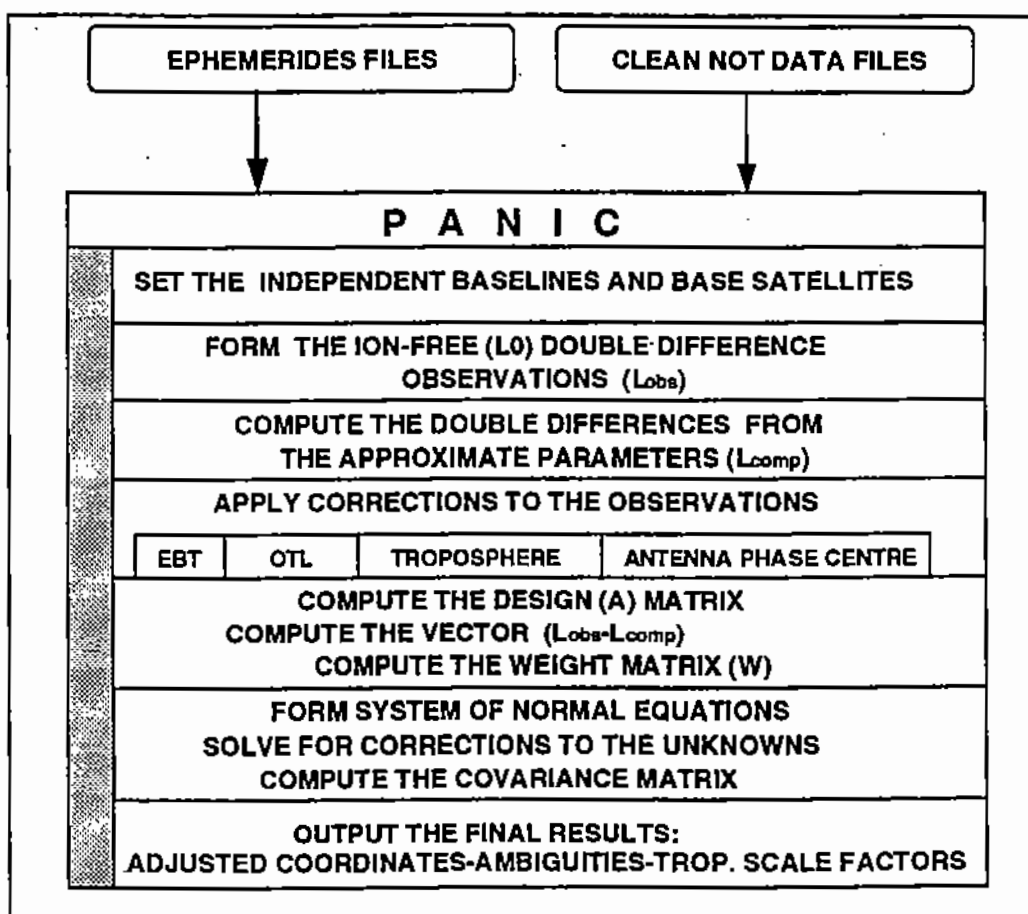 EPHEMERIDES FILES
CLEAN NOT DATA FILES
PANIC
SET THE INDEPENDENT BASELINES AND BASE SATELLITES
FORM THE ION-FREE (L0) DOUBLE-DIFFERENCE
OBSERVATIONS (Lobs)
COMPUTE THE DOUBLE DIFFERENCES FROM
THE APPROXIMATE PARAMETERS (Lcomp)
APPLY CORRECTIONS TO THE OBSERVATIONS
EBT OTL TROPOSPHERE ANTENNA PHASE CENTRE
COMPUTE THE DESIGN (A) MATRIX
COMPUTE THE VECTOR (Lobs-Lcomp)
COMPUTE THE WEIGHT MATRIX (W)
FORM SYSTEM OF NORMAL EQUATIONS
SOLVE FOR CORRECTIONS TO THE UNKNOWNS
COMPUTE THE COVARIANCE MATRIX
OUTPUT THE FINAL RESULTS:
ADJUSTED COORDINATES-AMBIGUITIES-TROP. SCALE FACTORS